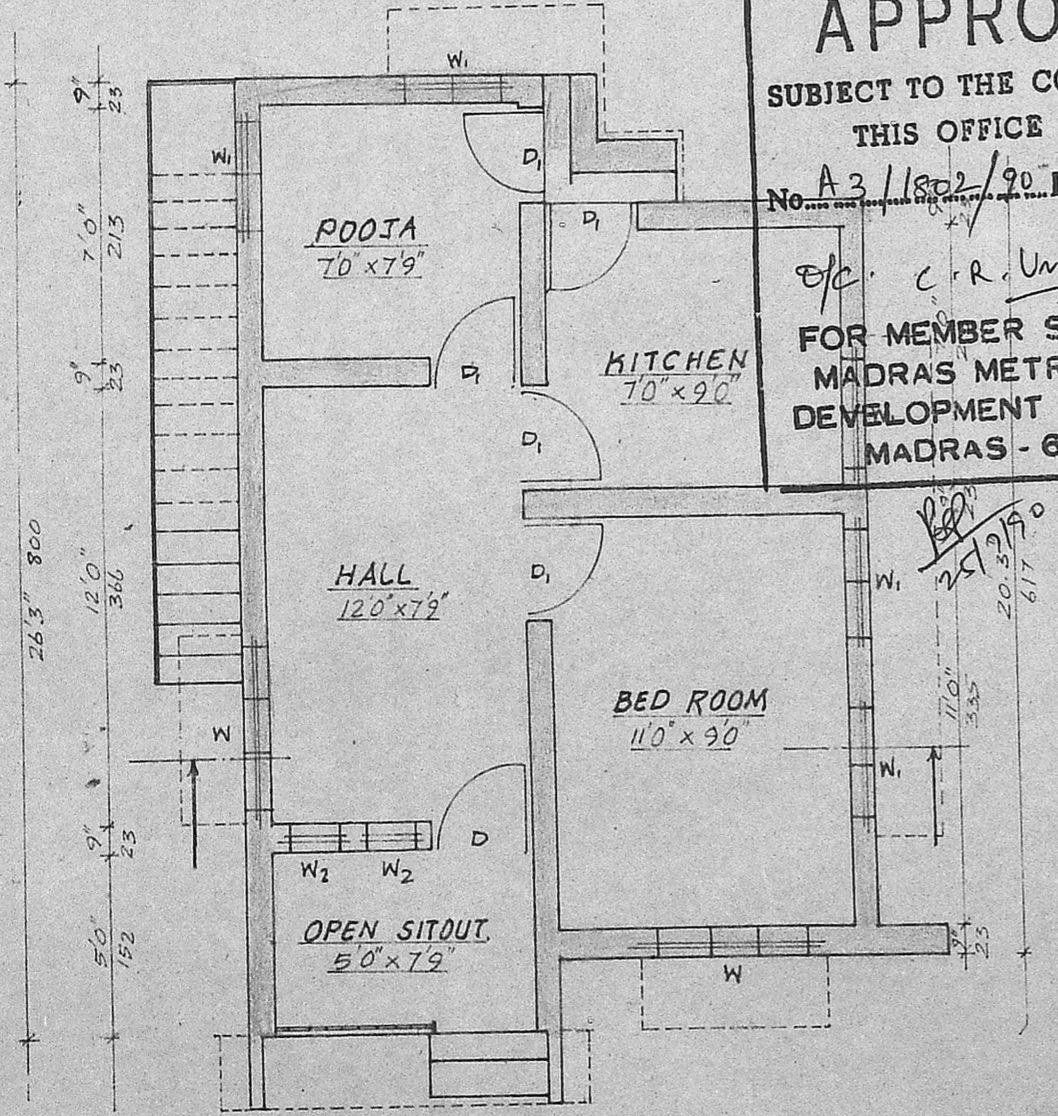 APPRO
SUBJECT TO THE CO
THIS OFFICE
No. A3/1802/90
O/C. C.R. Un
FOR MEMBER S
MADRAS METR
DEVELOPMENT
MADRAS - 6
25/9/90
W1
9" 23
W1
D1
7'0" 213
POOJA
7'0" x 7'9"
D1
9" 23
D1
KITCHEN
7'0" x 9'0"
D1
26'3" 800
12'0" 366
HALL
12'0" x 7'9"
D1
W1
20'3" 617
BED ROOM
11'0" x 9'0"
11'0" 335
W
W1
9" 23
D
W2 W2
5'0" 152
OPEN SITOUT
5'0" x 7'9"
9" 23
W